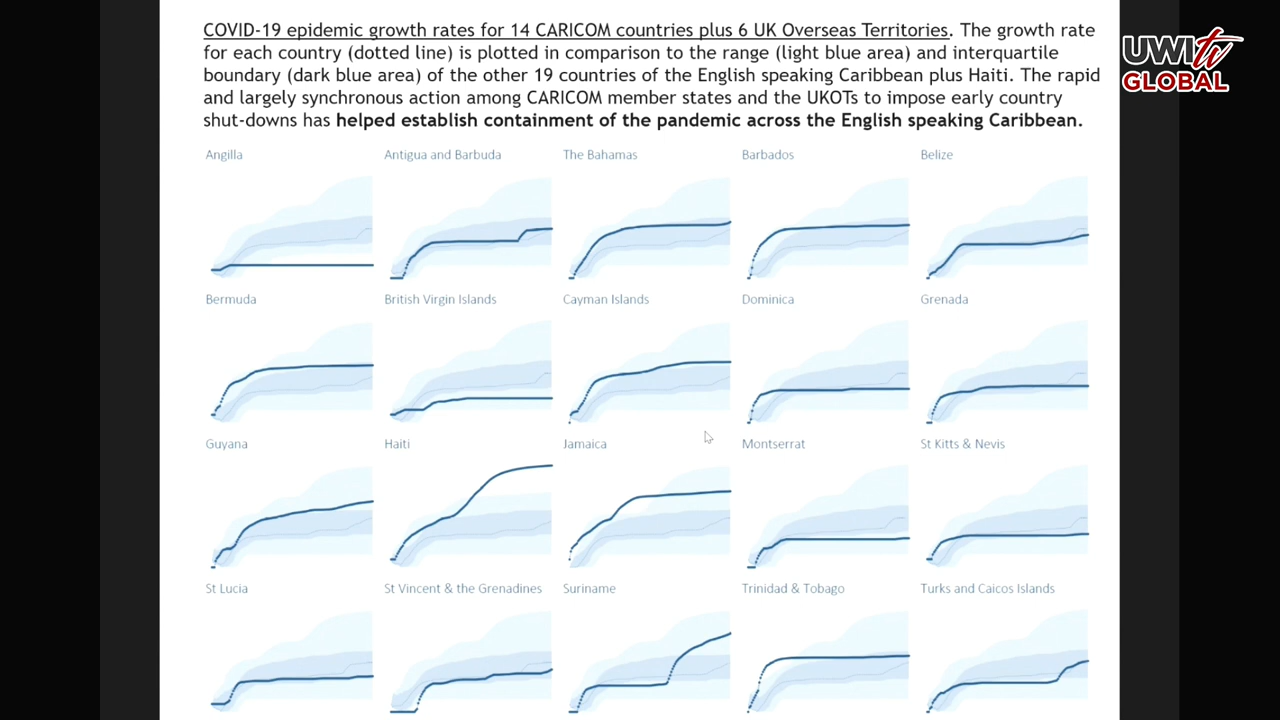 COVID-19 epidemic growth rates for 14 CARICOM countries plus 6 UK Overseas Territories. The growth rate
for each country (dotted line) is plotted in comparison to the range (light blue area) and interquartile
boundary (dark blue area) of the other 19 countries of the English speaking Caribbean plus Haiti. The rapid
and largely synchronous action among CARICOM member states and the UKOTs to impose early country
shut-downs has helped establish containment of the pandemic across the English speaking Caribbean.
UWItv
GLOBAL
Angilla
Antigua and Barbuda
The Bahamas
Barbados
Belize
Bermuda
British Virgin Islands
Cayman Islands
Dominica
Grenada
Guyana
Haiti
Jamaica
Montserrat
St Kitts & Nevis
St Lucia
St Vincent & the Grenadines
Suriname
Trinidad & Tobago
Turks and Caicos Islands